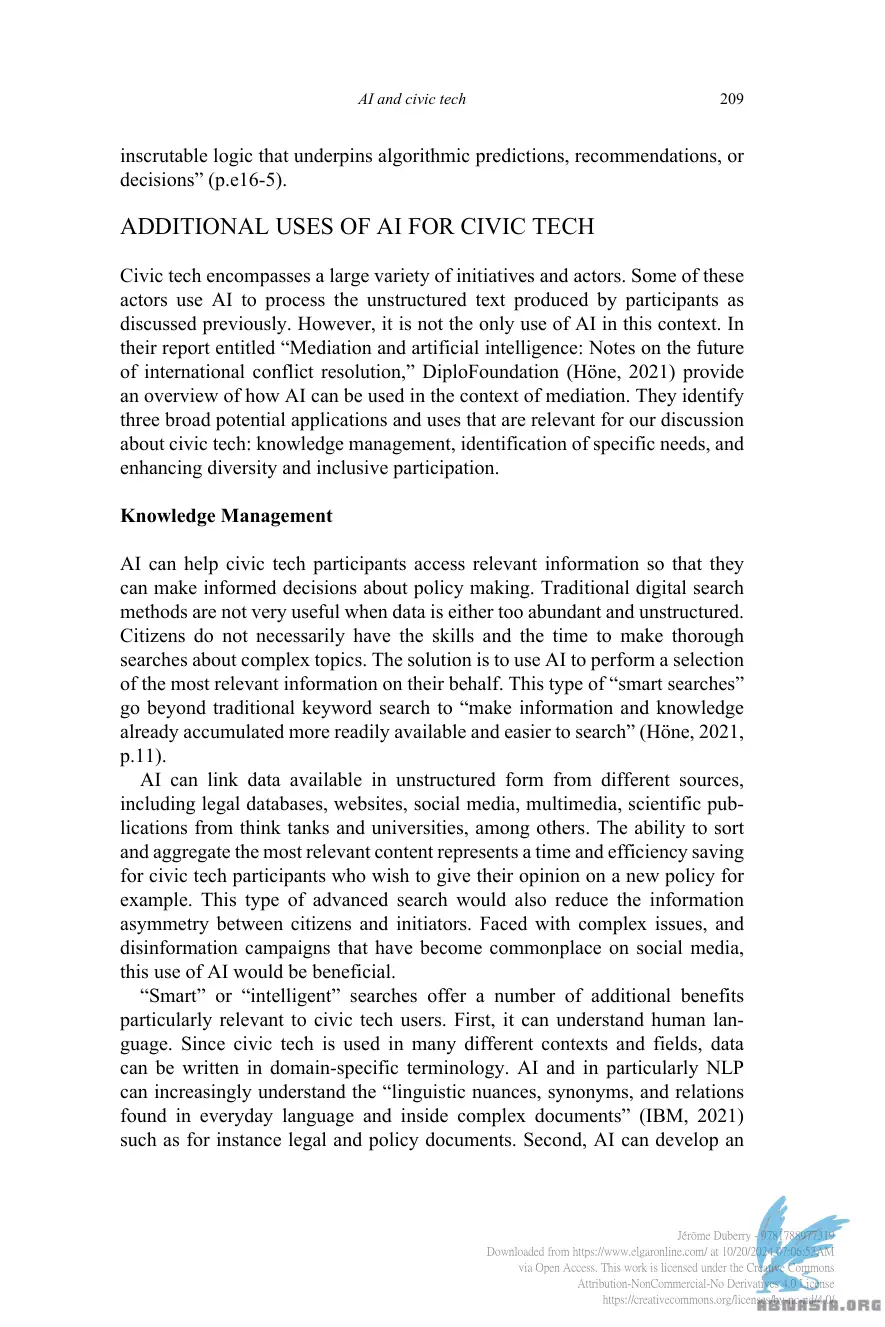 AI and civic tech 209
inscrutable logic that underpins algorithmic predictions, recommendations, or
decisions” (p.e16-5).
ADDITIONAL USES OF AI FOR CIVIC TECH
Civic tech encompasses a large variety of initiatives and actors. Some of these
actors use AI to process the unstructured text produced by participants as
discussed previously. However, it is not the only use of AI in this context. In
their report entitled “Mediation and artificial intelligence: Notes on the future
of international conflict resolution,” DiploFoundation (Höne, 2021) provide
an overview of how AI can be used in the context of mediation. They identify
three broad potential applications and uses that are relevant for our discussion
about civic tech: knowledge management, identification of specific needs, and
enhancing diversity and inclusive participation.
Knowledge Management
AI can help civic tech participants access relevant information so that they
can make informed decisions about policy making. Traditional digital search
methods are not very useful when data is either too abundant and unstructured.
Citizens do not necessarily have the skills and the time to make thorough
searches about complex topics. The solution is to use AI to perform a selection
of the most relevant information on their behalf. This type of “smart searches”
go beyond traditional keyword search to “make information and knowledge
already accumulated more readily available and easier to search” (Höne, 2021,
p.11).
AI can link data available in unstructured form from different sources,
including legal databases, websites, social media, multimedia, scientific pub-
lications from think tanks and universities, among others. The ability to sort
and aggregate the most relevant content represents a time and efficiency saving
for civic tech participants who wish to give their opinion on a new policy for
example. This type of advanced search would also reduce the information
asymmetry between citizens and initiators. Faced with complex issues, and
disinformation campaigns that have become commonplace on social media,
this use of AI would be beneficial.
“Smart” or “intelligent” searches offer a number of additional benefits
particularly relevant to civic tech users. First, it can understand human lan-
guage. Since civic tech is used in many different contexts and fields, data
can be written in domain-specific terminology. AI and in particularly NLP
can increasingly understand the “linguistic nuances, synonyms, and relations
found in everyday language and inside complex documents” (IBM, 2021)
such as for instance legal and policy documents. Second, AI can develop an
Jérôme Duberry - 9781788977319
Downloaded from https://www.elgaronline.com/ at 10/20/2024 07:06:52AM
via Open Access. This work is licensed under the Creative Commons
Attribution-NonCommercial-No Derivatives 4.0 License
https://creativecommons.org/licenses/by-nc-nd/4.0/
ABTNASIA.ORG